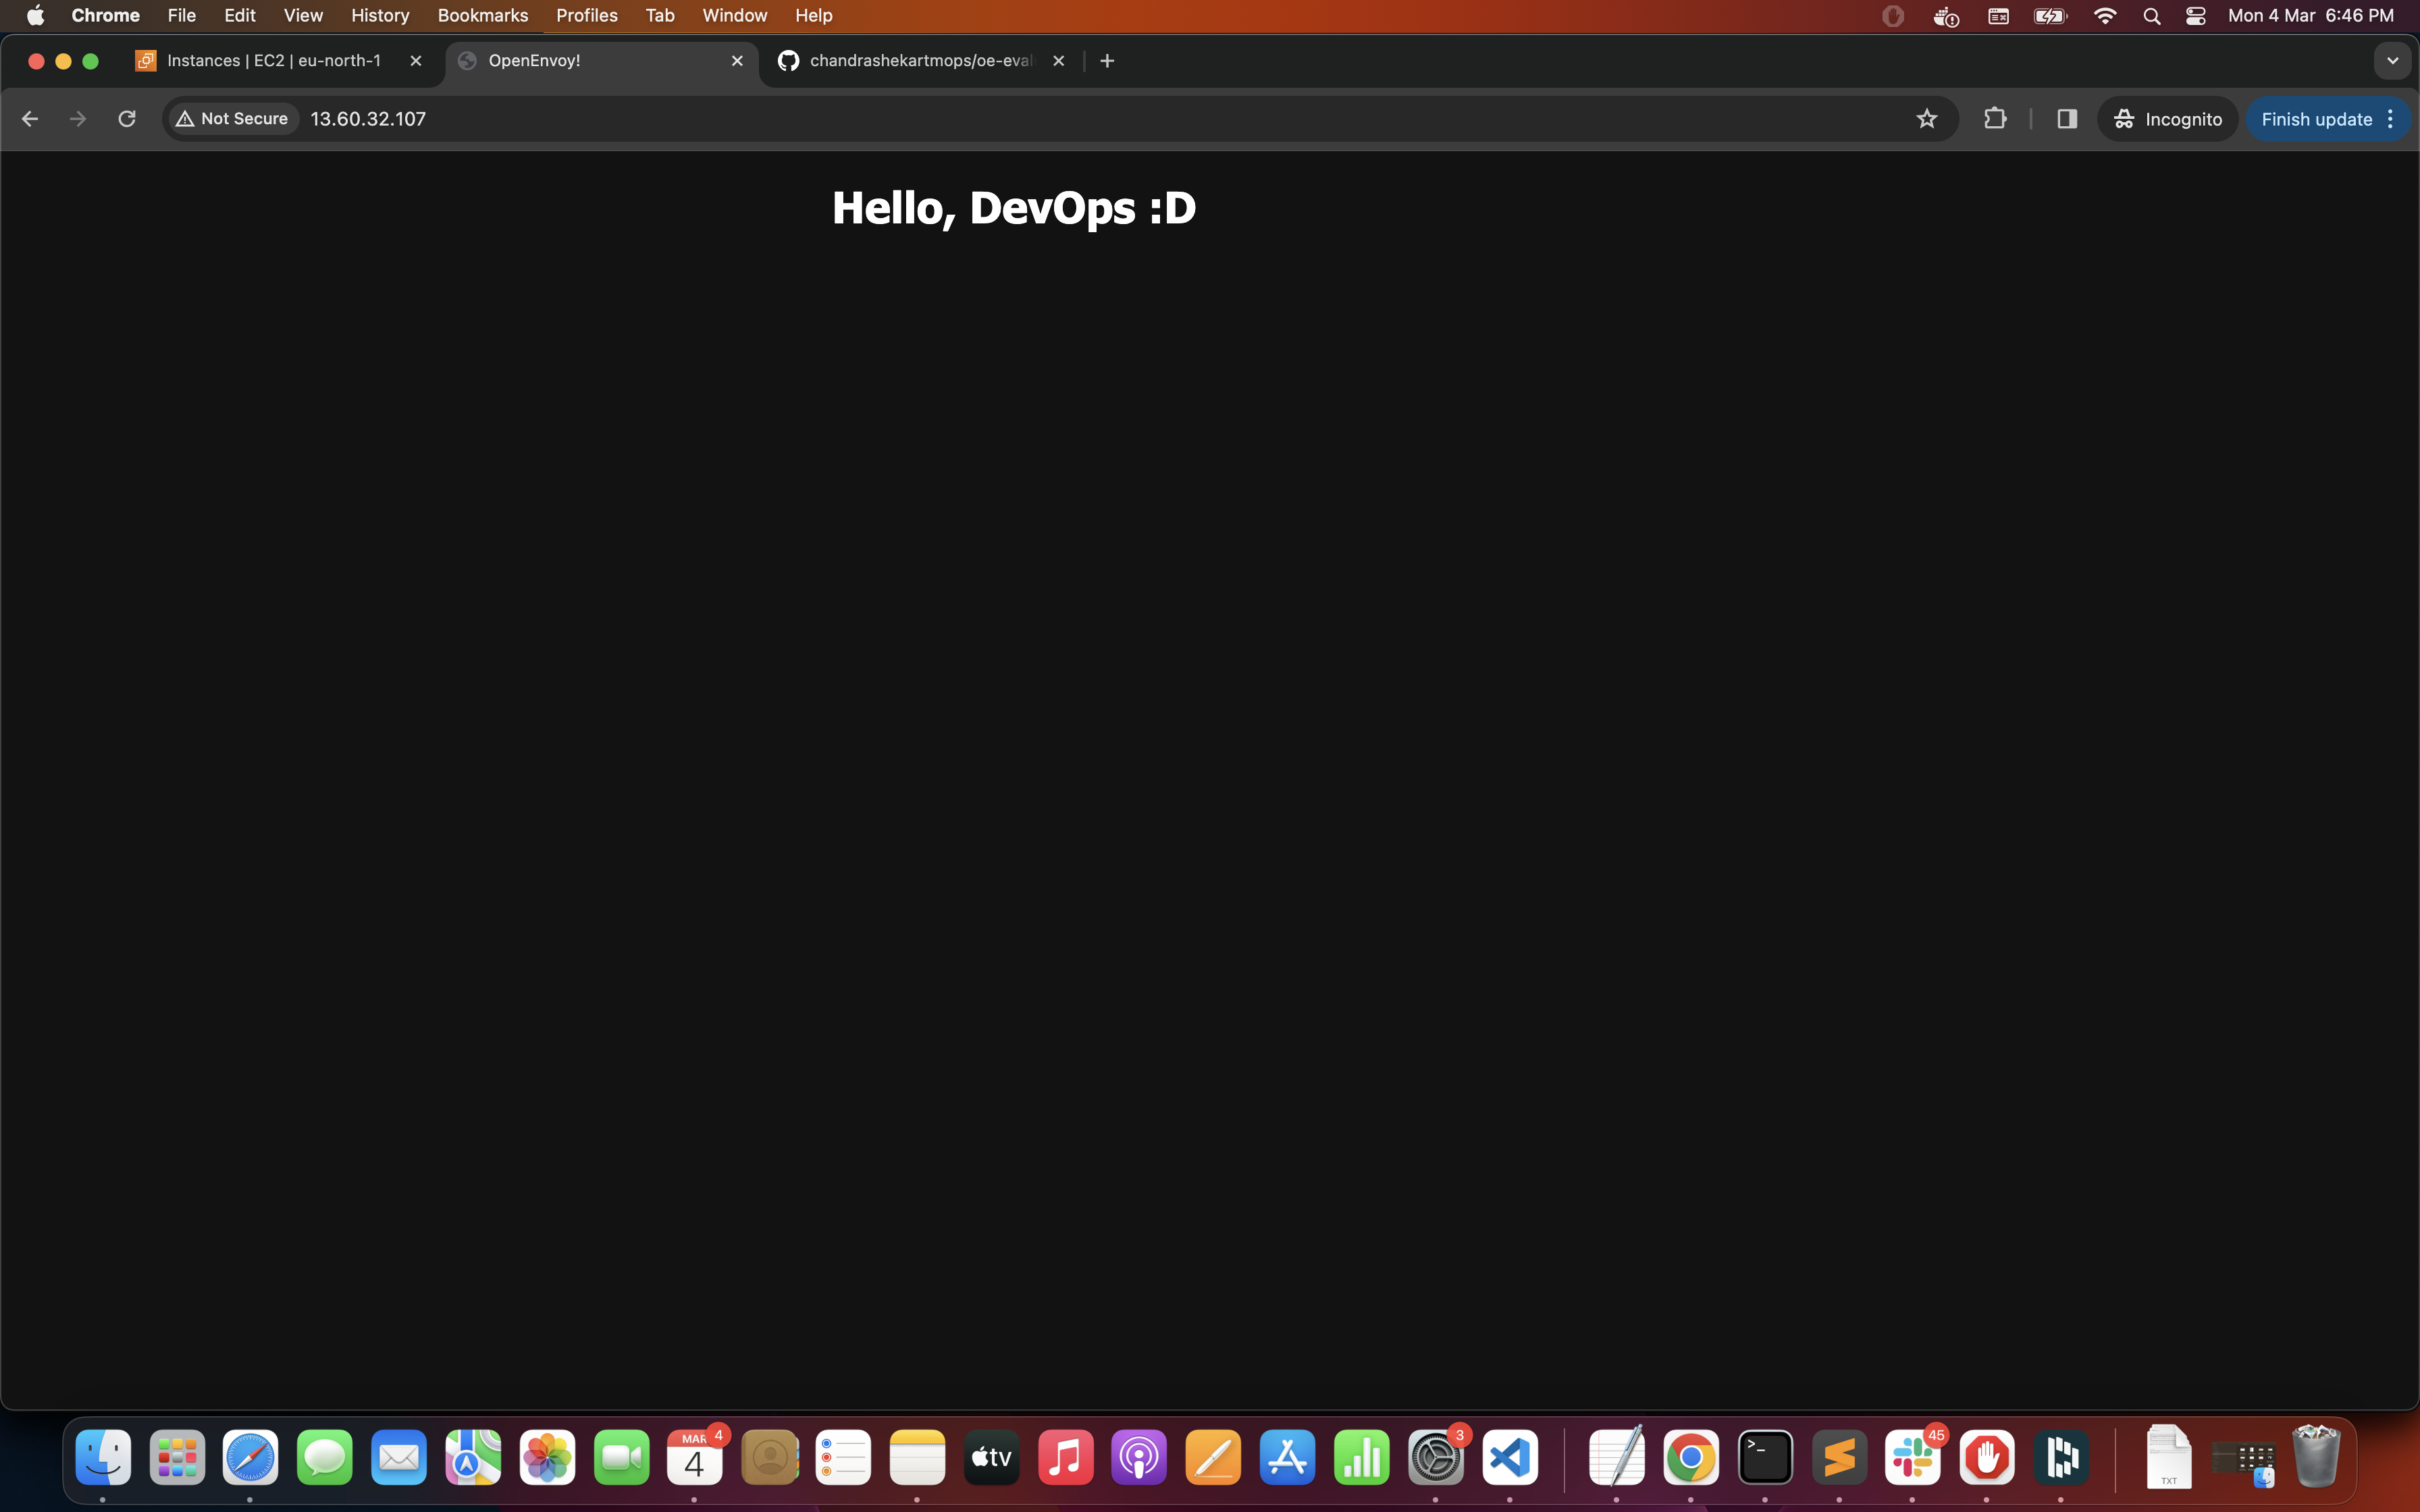 Chrome File Edit View History Bookmarks Profiles Tab Window Help Mon 4 Mar 6:46 PM
Instances | EC2 | eu-north-1 OpenEnvoy! chandrashekartmops/oe-eval
Not Secure 13.60.32.107 Incognito Finish update
Hello, DevOps :D
MAR 4
4
tv
3
>_
45
TXT